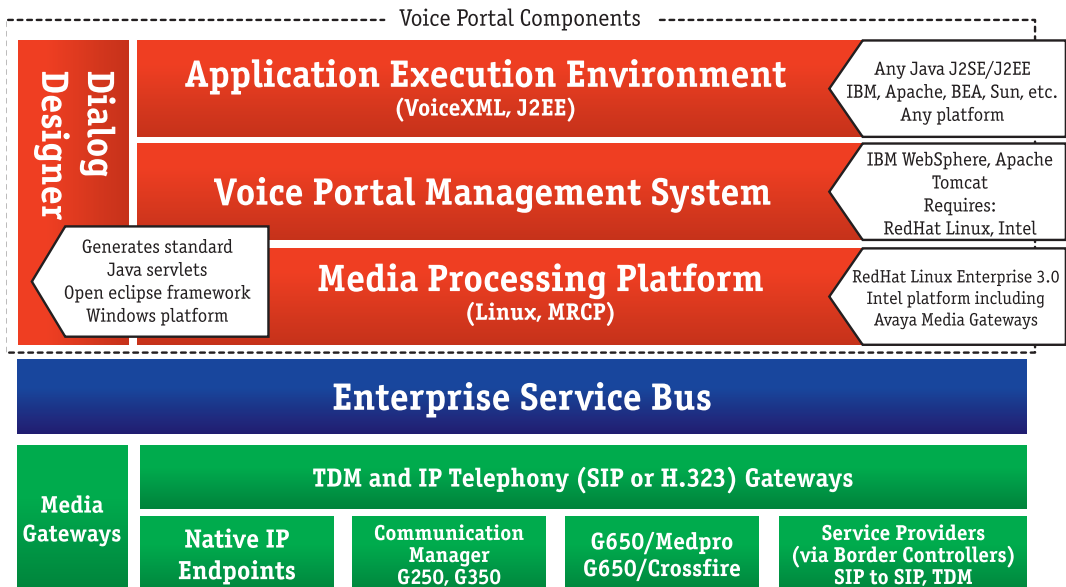 Voice Portal Components
Dialog
Designer
Application Execution Environment
(VoiceXML, J2EE)
Any Java J2SE/J2EE
IBM, Apache, BEA, Sun, etc.
Any platform
Voice Portal Management System
IBM WebSphere, Apache
Tomcat
Requires:
RedHat Linux, Intel
Generates standard
Java servlets
Open eclipse framework
Windows platform
Media Processing Platform
(Linux, MRCP)
RedHat Linux Enterprise 3.0
Intel platform including
Avaya Media Gateways
Enterprise Service Bus
Media
Gateways
TDM and IP Telephony (SIP or H.323) Gateways
Native IP
Endpoints
Communication
Manager
G250, G350
G650/Medpro
G650/Crossfire
Service Providers
(via Border Controllers)
SIP to SIP, TDM